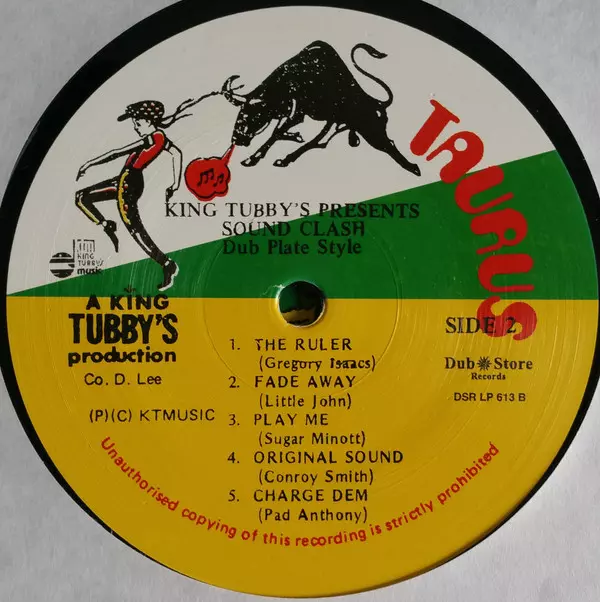 TAURUS
KING TUBBY'S PRESENTS
SOUND CLASH
Dub Plate Style
KING
TUBBY'S
music
A KING
TUBBY'S
production
Co. D. Lee
(P)(C) KTMUSIC
SIDE 2
Dub Store
Records
DSR LP 613 B
1. THE RULER
(Gregory Isaacs)
2. FADE AWAY
(Little John)
3. PLAY ME
(Sugar Minott)
4. ORIGINAL SOUND
(Conroy Smith)
5. CHARGE DEM
(Pad Anthony)
Unauthorised copying of this recording is strictly prohibited